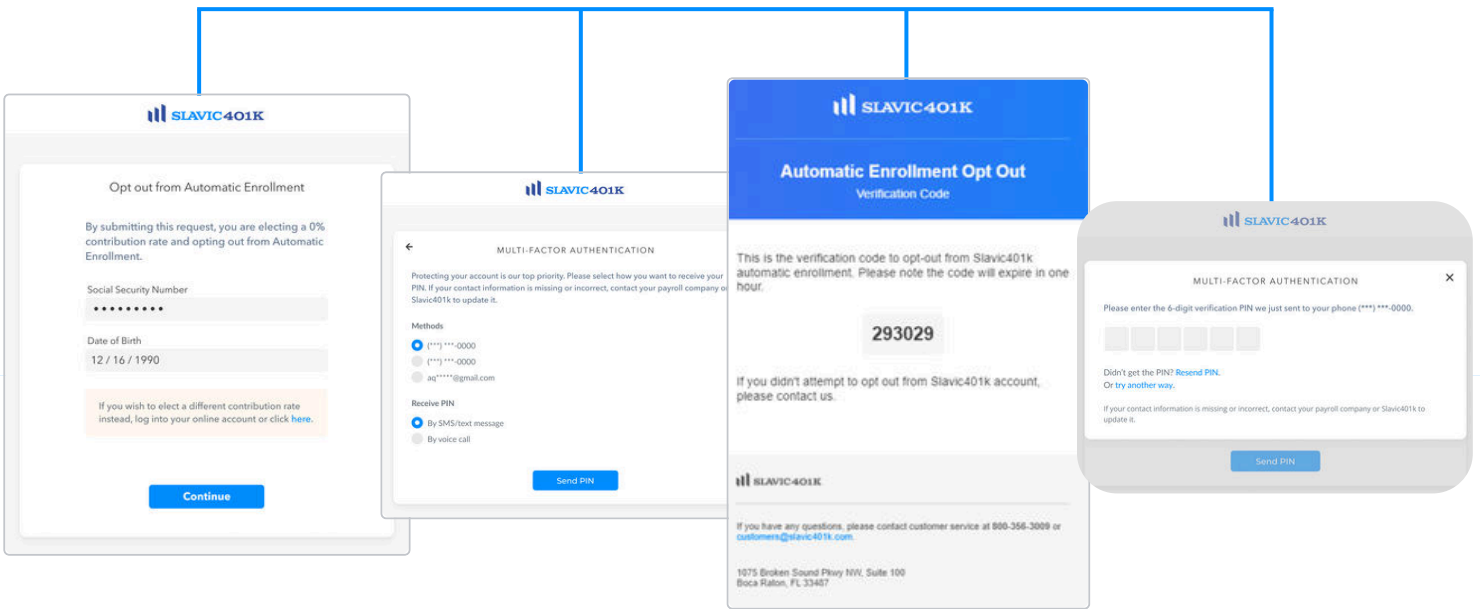 SLAVIC401K
Opt out from Automatic Enrollment
By submitting this request, you are electing a 0%
contribution rate and opting out from Automatic
Enrollment.
Social Security Number
•••••••••
Date of Birth
12 / 16 / 1990
If you wish to elect a different contribution rate
instead, log into your online account or click here.
Continue
SLAVIC401K
MULTI-FACTOR AUTHENTICATION
Protecting your account is our top priority. Please select how you want to receive your
PIN. If your contact information is missing or incorrect, contact your payroll company or
Slavic401k to update it.
Methods
(***) ***-0000
(***) ***-0000
aq*****@gmail.com
Receive PIN
By SMS/text message
By voice call
Send PIN
SLAVIC401K
Automatic Enrollment Opt Out
Verification Code
This is the verification code to opt-out from Slavic401k
automatic enrollment. Please note the code will expire in one
hour.
293029
If you didn't attempt to opt out from Slavic401k account,
please contact us.
SLAVIC401K
If you have any questions, please contact customer service at 800-356-3009 or
customers@slavic401k.com.
1075 Broken Sound Pkwy NW, Suite 100
Boca Raton, FL 33487
SLAVIC401K
MULTI-FACTOR AUTHENTICATION
Please enter the 6-digit verification PIN we just sent to your phone (***) ***-0000.
Didn't get the PIN? Resend PIN.
Or try another way.
If your contact information is missing or incorrect, contact your payroll company or Slavic401k to
update it.
Send PIN